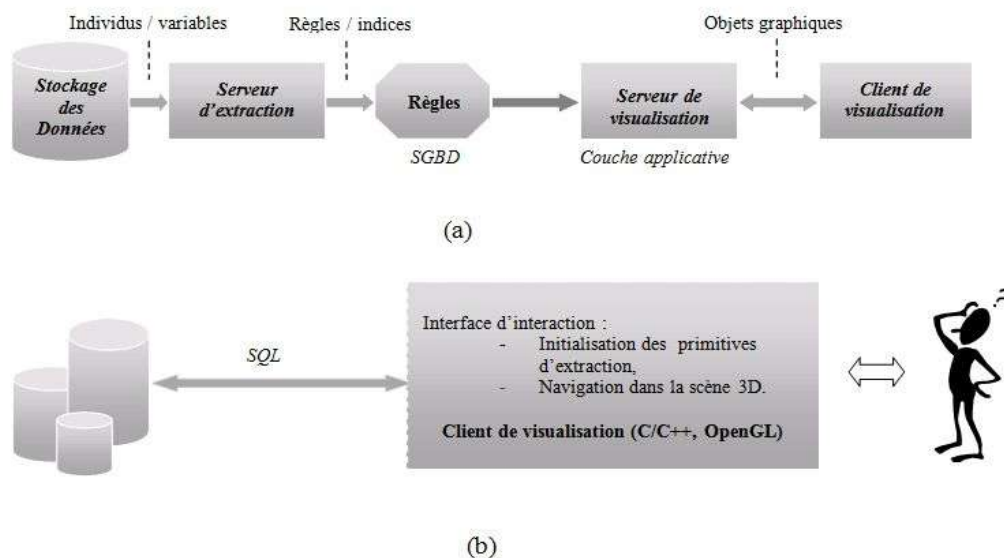 Individus / variables
Règles / indices
Objets graphiques
Stockage
des
Données
Serveur
d'extraction
Règles
Serveur de
visualisation
Client de
visualisation
SGBD
Couche applicative
(a)
Interface d'interaction :
- Initialisation des primitives
d'extraction,
- Navigation dans la scène 3D.
Client de visualisation (C/C++, OpenGL)
SQL
??
(b)